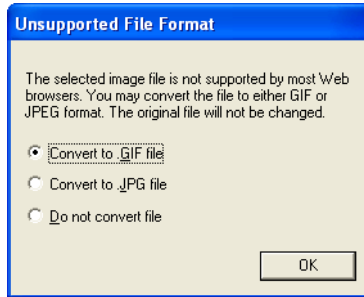 Unsupported File Format
The selected image file is not supported by most Web
browsers. You may convert the file to either GIF or
JPEG format. The original file will not be changed.
Convert to .GIF file
Convert to .JPG file
Do not convert file
OK